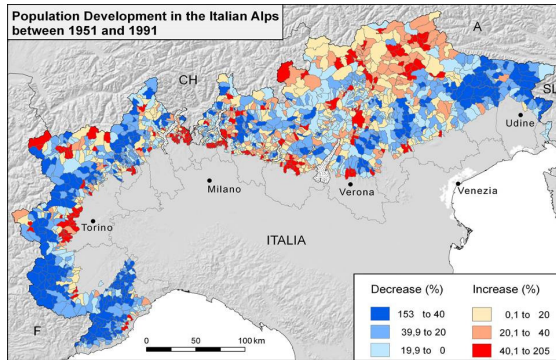 Population Development in the Italian Alps
between 1951 and 1991
A
CH
SL
Udine
Milano
Verona
Venezia
Torino
ITALIA
F
0 50 100 km
Decrease (%) Increase (%)
153 to 40 0,1 to 20
39,9 to 20 20,1 to 40
19,9 to 0 40,1 to 205